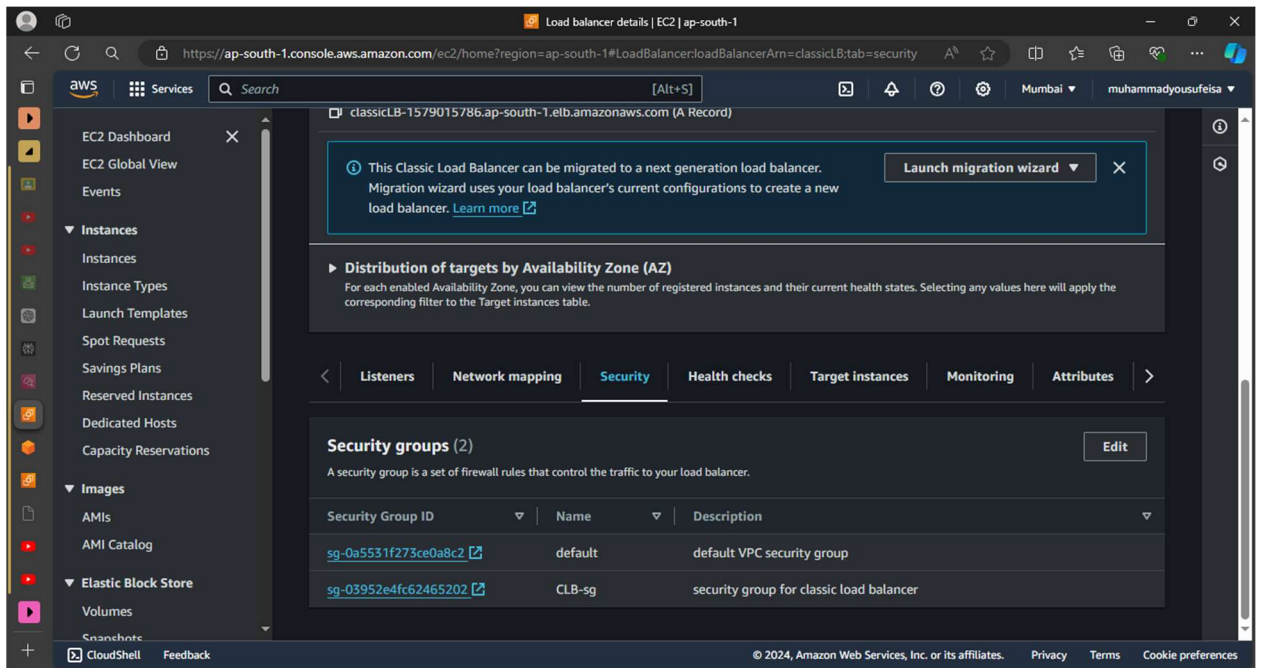 Load balancer details | EC2 | ap-south-1
https://ap-south-1.console.aws.amazon.com/ec2/home?region=ap-south-1#LoadBalancer:loadBalancerArn=classicLB;tab=security
aws Services Search [Alt+S] Mumbai muhammadyousufeisa
EC2 Dashboard
EC2 Global View
Events
Instances
Instances
Instance Types
Launch Templates
Spot Requests
Savings Plans
Reserved Instances
Dedicated Hosts
Capacity Reservations
Images
AMIs
AMI Catalog
Elastic Block Store
Volumes
Snapshots
classicLB-1579015786.ap-south-1.elb.amazonaws.com (A Record)
This Classic Load Balancer can be migrated to a next generation load balancer.
Migration wizard uses your load balancer's current configurations to create a new
load balancer. Learn more
Launch migration wizard
Distribution of targets by Availability Zone (AZ)
For each enabled Availability Zone, you can view the number of registered instances and their current health states. Selecting any values here will apply the
corresponding filter to the Target instances table.
Listeners Network mapping Security Health checks Target instances Monitoring Attributes
Security groups (2)
Edit
A security group is a set of firewall rules that control the traffic to your load balancer.
Security Group ID Name Description
sg-0a5531f273ce0a8c2 default default VPC security group
sg-03952e4fc62465202 CLB-sg security group for classic load balancer
CloudShell Feedback © 2024, Amazon Web Services, Inc. or its affiliates. Privacy Terms Cookie preferences